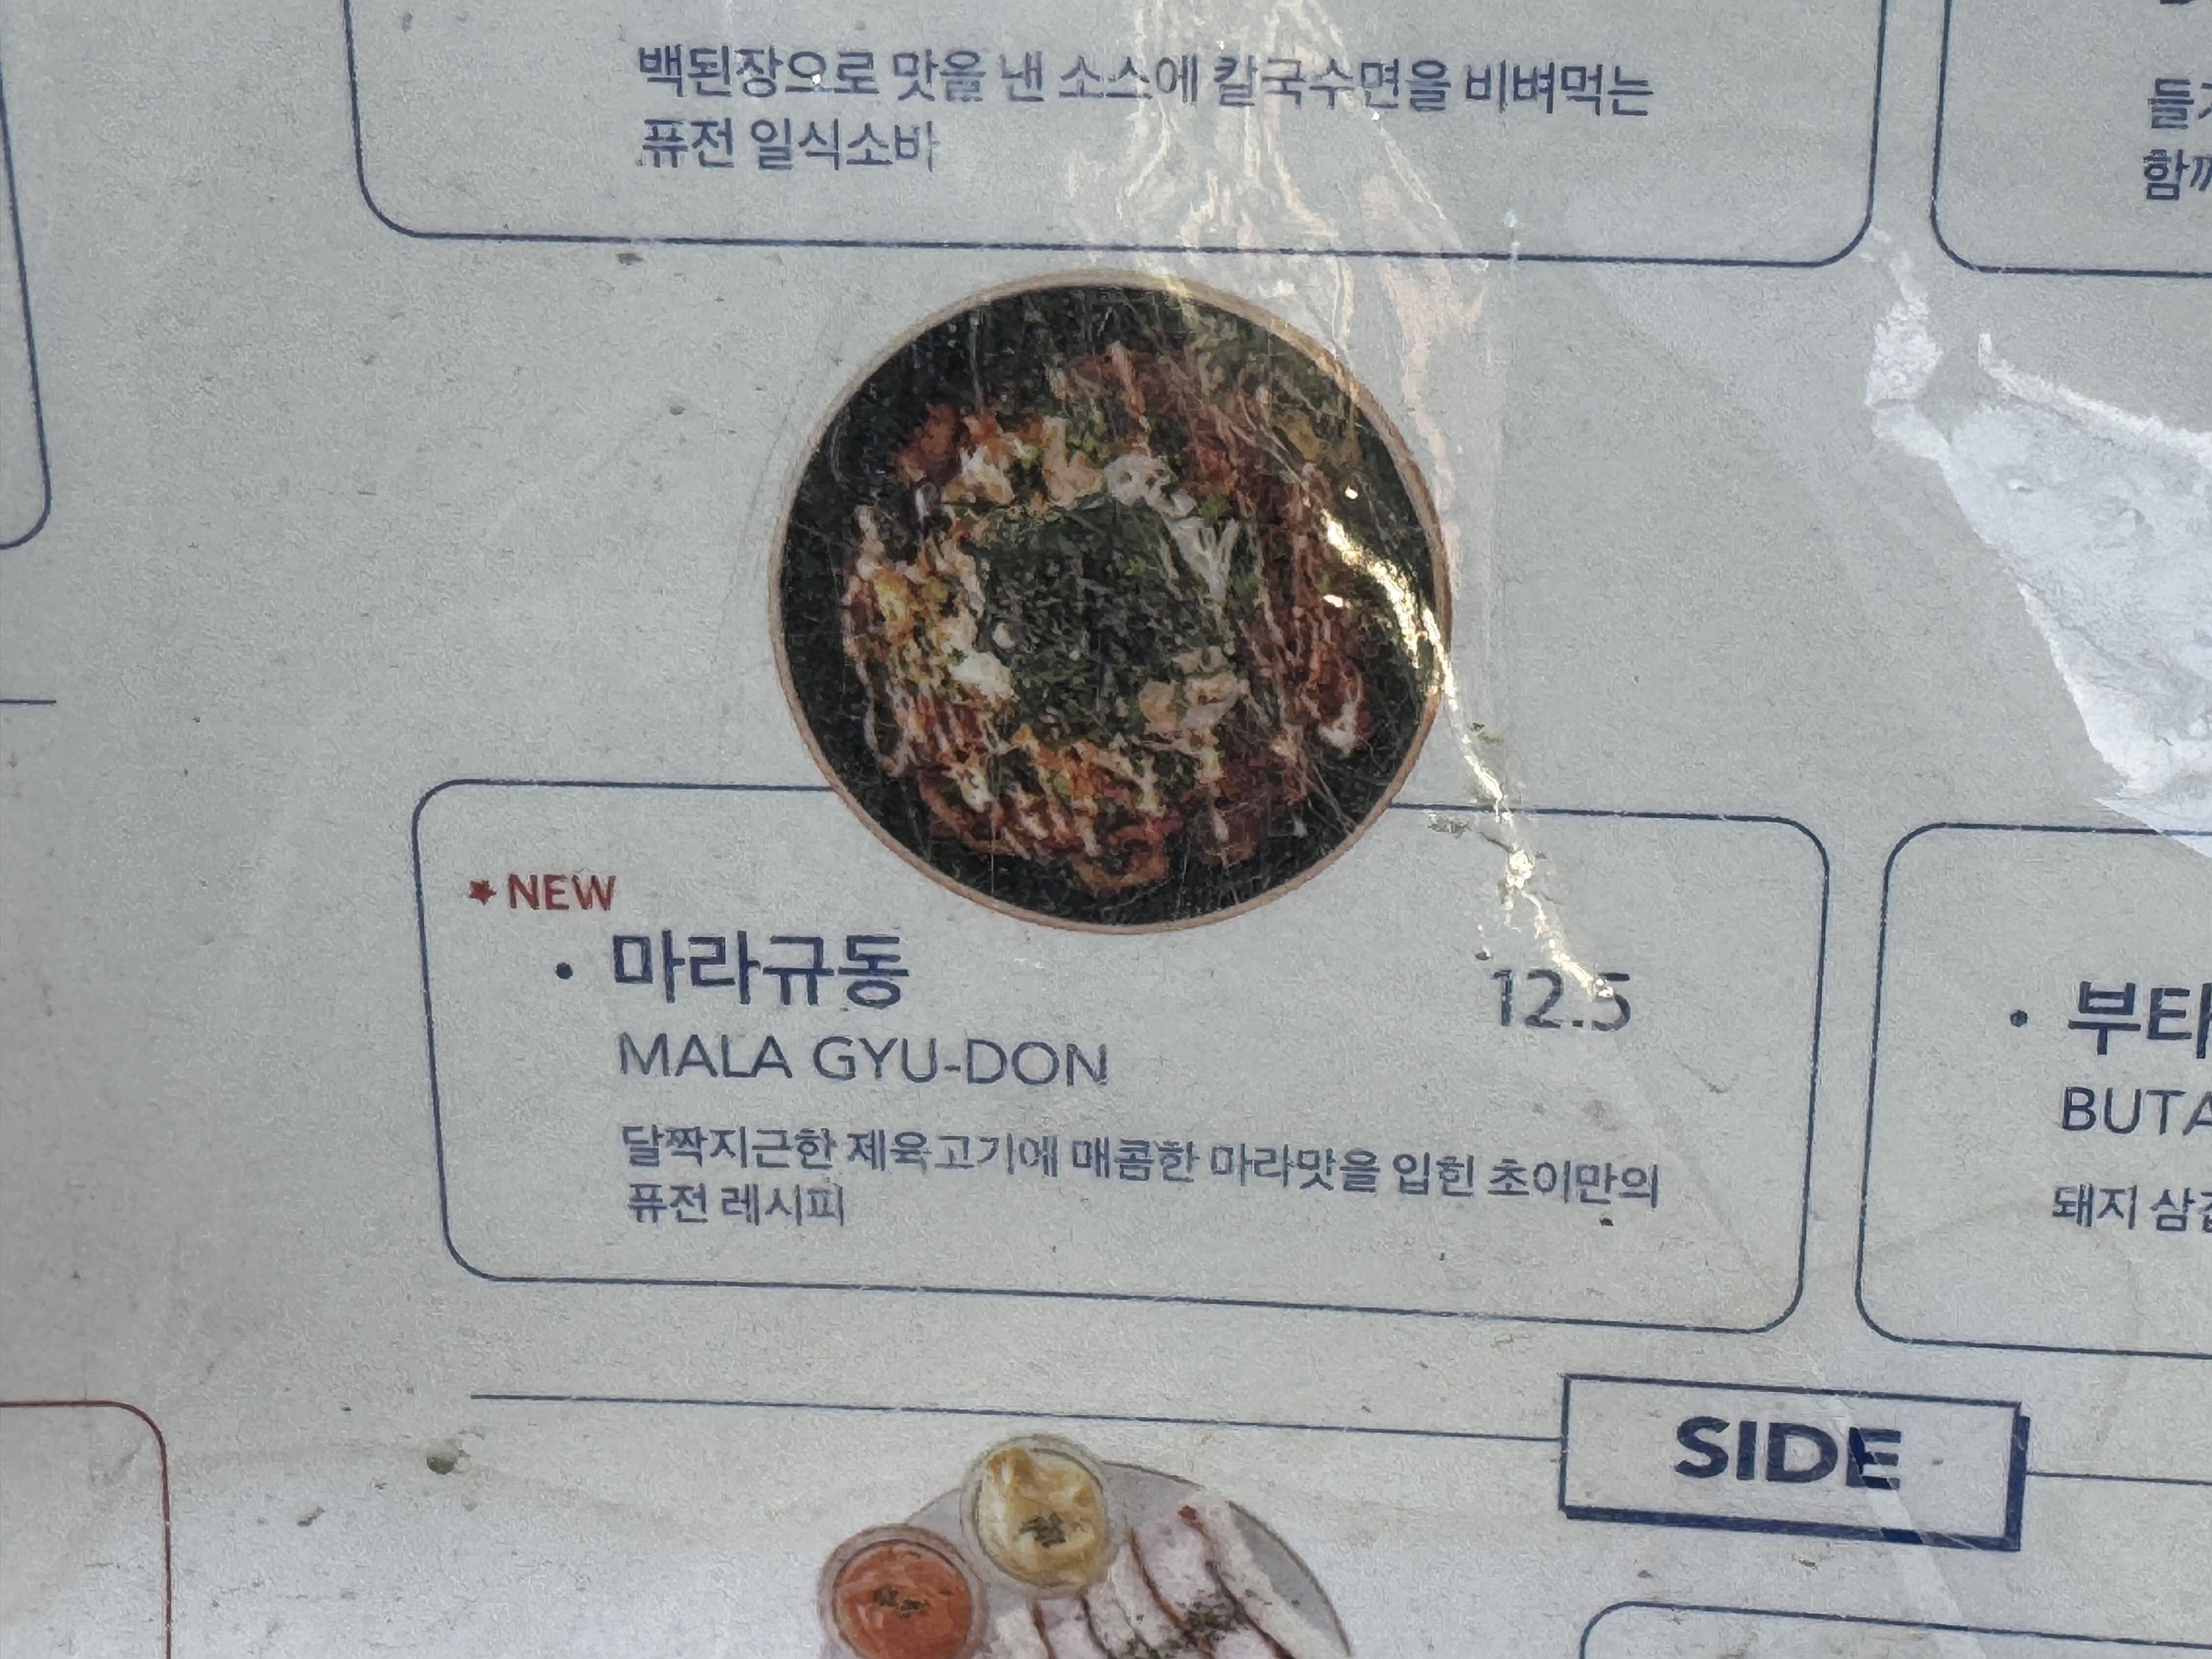 백된장으로 맛을 낸 소스에 칼국수면을 비벼먹는
퓨전 일식소바
★ NEW
• 마라규동
12.5
MALA GYU-DON
달짝지근한 제육고기에 매콤한 마라맛을 입힌 초이만의
퓨전 레시피
• 부타
BUTA
돼지
SIDE